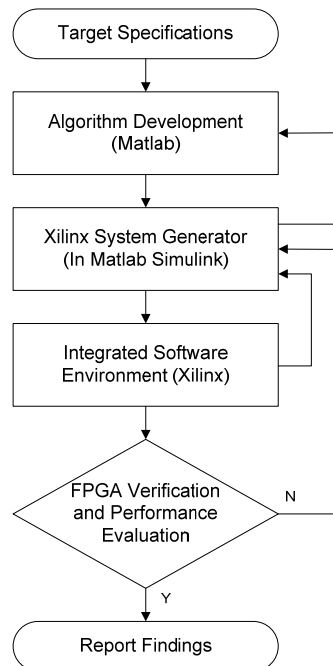 Target Specifications
Algorithm Development
(Matlab)
Xilinx System Generator
(In Matlab Simulink)
Integrated Software
Environment (Xilinx)
FPGA Verification
and Performance
Evaluation
N
Y
Report Findings